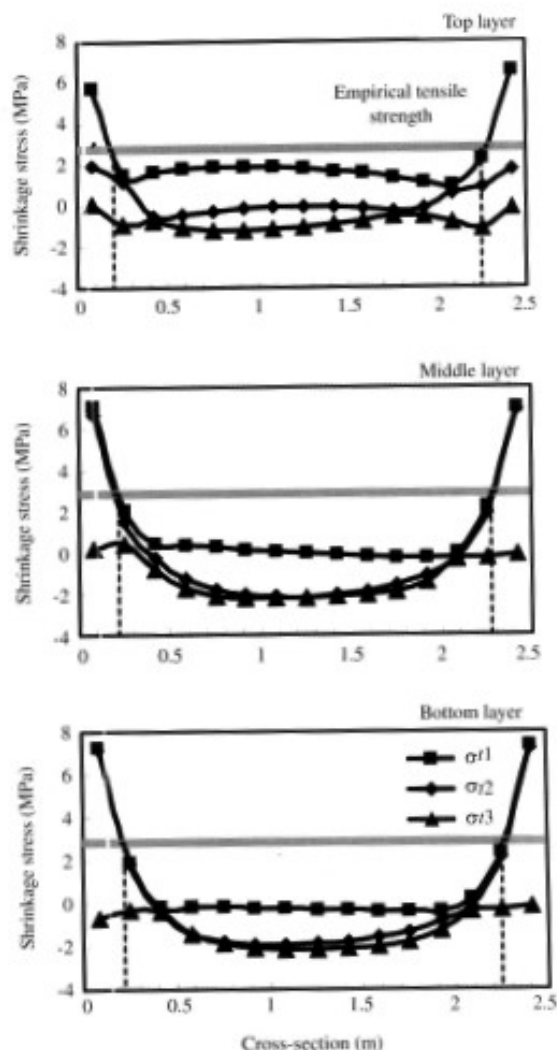 Top layer
8
6
4
2
0
-2
-4
Shrinkage stress (MPa)
Empirical tensile
strength
0 0.5 1 1.5 2 2.5
Middle layer
8
6
4
2
0
-2
-4
Shrinkage stress (MPa)
0 0.5 1 1.5 2 2.5
Bottom layer
8
6
4
2
0
-2
-4
Shrinkage stress (MPa)
σt1
σt2
σt3
0 0.5 1 1.5 2 2.5
Cross-section (m)